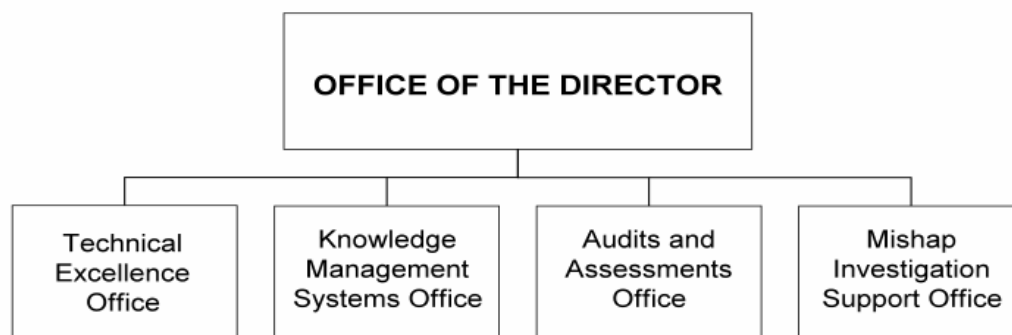 OFFICE OF THE DIRECTOR
Technical
Excellence
Office
Knowledge
Management
Systems Office
Audits and
Assessments
Office
Mishap
Investigation
Support Office